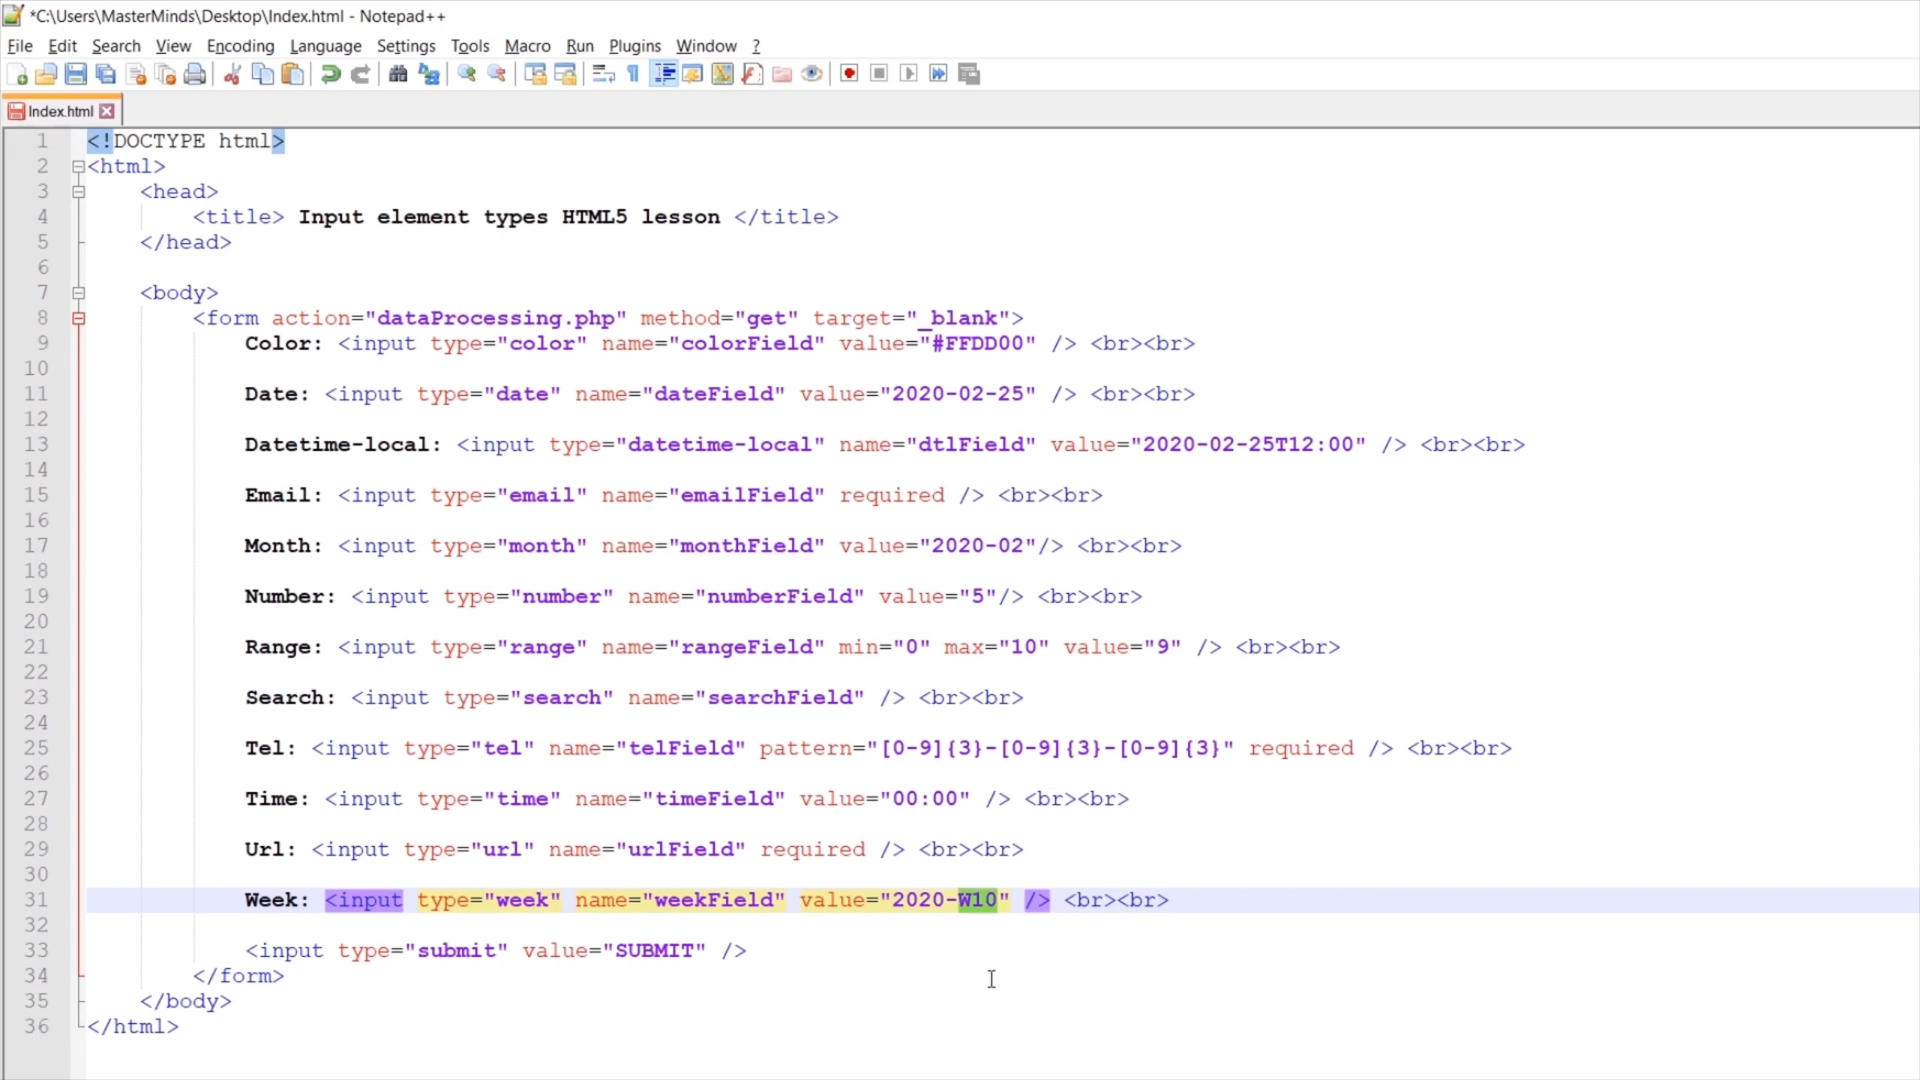 *C:\Users\MasterMinds\Desktop\Index.html - Notepad++
File Edit Search View Encoding Language Settings Tools Macro Run Plugins Window ?
Index.html
1 <!DOCTYPE html>
2 <html>
3 <head>
4 <title> Input element types HTML5 lesson </title>
5 </head>
6
7 <body>
8 <form action="dataProcessing.php" method="get" target="_blank">
9 Color: <input type="color" name="colorField" value="#FFDD00" /> <br><br>
10
11 Date: <input type="date" name="dateField" value="2020-02-25" /> <br><br>
12
13 Datetime-local: <input type="datetime-local" name="dtlField" value="2020-02-25T12:00" /> <br><br>
14
15 Email: <input type="email" name="emailField" required /> <br><br>
16
17 Month: <input type="month" name="monthField" value="2020-02"/> <br><br>
18
19 Number: <input type="number" name="numberField" value="5"/> <br><br>
20
21 Range: <input type="range" name="rangeField" min="0" max="10" value="9" /> <br><br>
22
23 Search: <input type="search" name="searchField" /> <br><br>
24
25 Tel: <input type="tel" name="telField" pattern="[0-9]{3}-[0-9]{3}-[0-9]{3}" required /> <br><br>
26
27 Time: <input type="time" name="timeField" value="00:00" /> <br><br>
28
29 Url: <input type="url" name="urlField" required /> <br><br>
30
31 Week: <input type="week" name="weekField" value="2020-W10" /> <br><br>
32
33 <input type="submit" value="SUBMIT" />
34 </form>
35 </body>
36 </html>